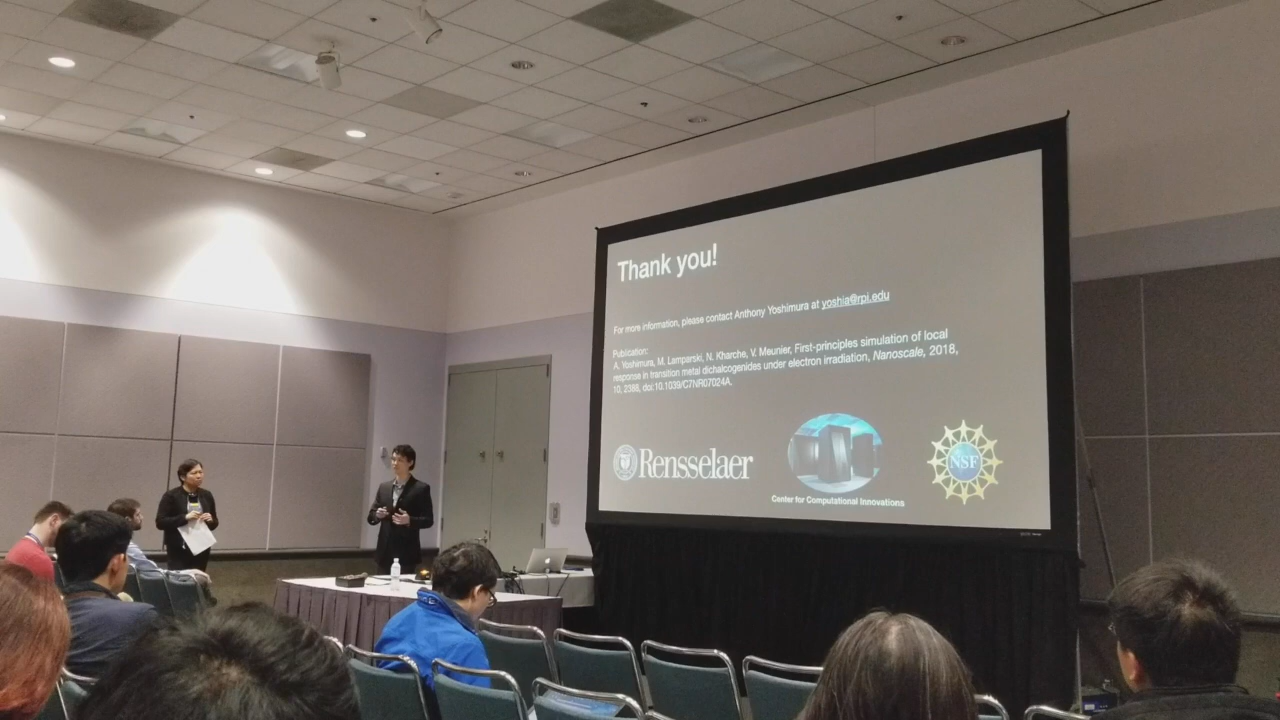 Thank you!
For more information, please contact Anthony Yoshimura at yoshia@rpi.edu
Publication:
A. Yoshimura, M. Lamparski, N. Kharche, V. Meunier, First-principles simulation of local
response in transition metal dichalcogenides under electron irradiation, Nanoscale, 2018,
10, 2388, doi:10.1039/C7NR07024A.
Rensselaer
NSF
Center for Computational Innovations